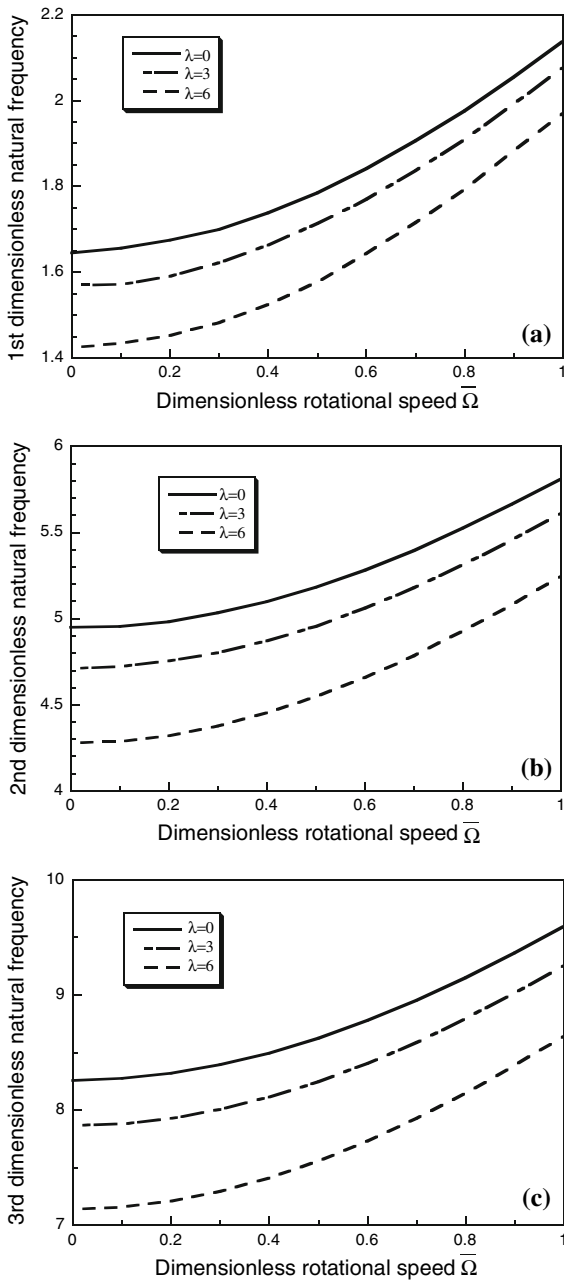 2.2
2
1.8
1.6
1.4
1st dimensionless natural frequency
λ=0
λ=3
λ=6
(a)
0 0.2 0.4 0.6 0.8 1
Dimensionless rotational speed Ω̅
6
5.5
5
4.5
4
2nd dimensionless natural frequency
λ=0
λ=3
λ=6
(b)
0 0.2 0.4 0.6 0.8 1
Dimensionless rotational speed Ω̅
10
9
8
7
3rd dimensionless natural frequency
λ=0
λ=3
λ=6
(c)
0 0.2 0.4 0.6 0.8 1
Dimensionless rotational speed Ω̅